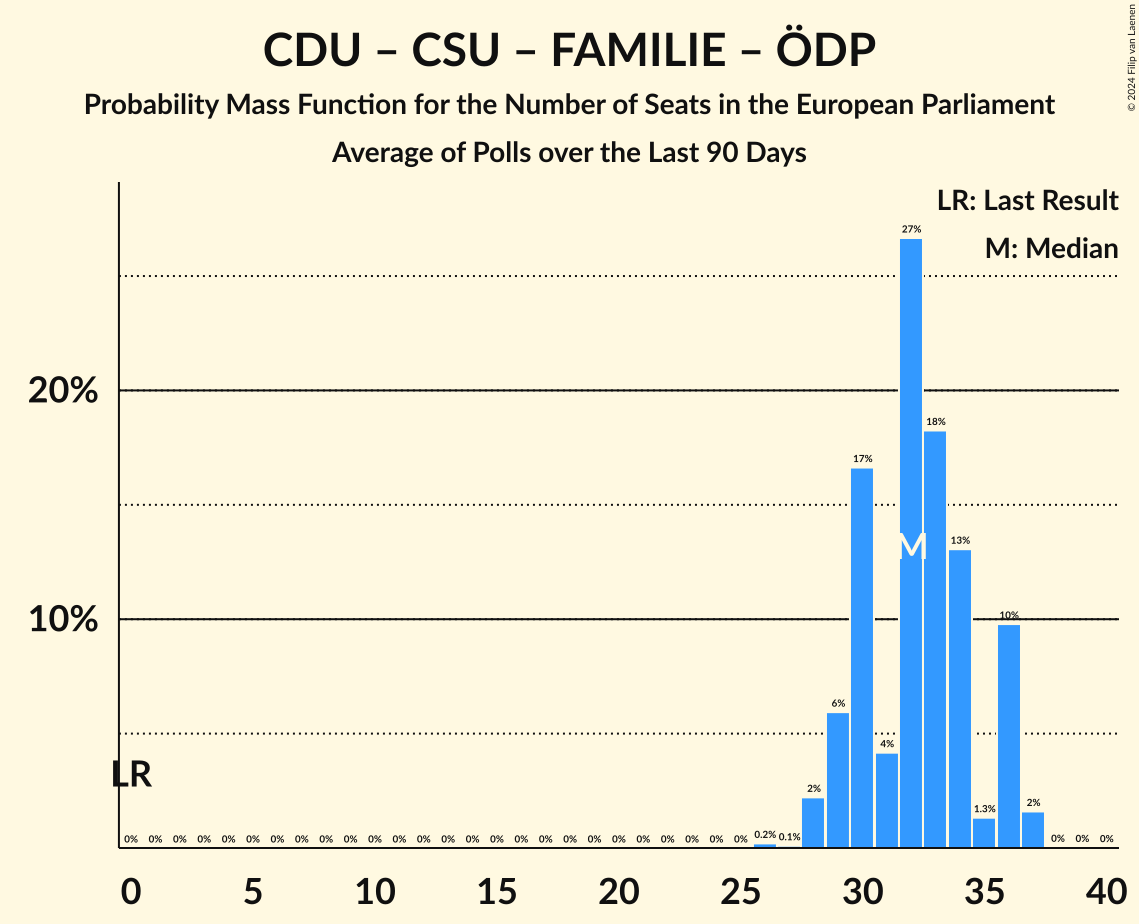 CDU – CSU – FAMILIE – ÖDP
Probability Mass Function for the Number of Seats in the European Parliament
Average of Polls over the Last 90 Days
© 2024 Filip van Laenen
LR: Last Result
M: Median
27%
20%
18%
17%
M
13%
10%
10%
6%
4%
LR
2%
1.3%
2%
0% 0% 0% 0% 0% 0% 0% 0% 0% 0% 0% 0% 0% 0% 0% 0% 0% 0% 0% 0% 0% 0% 0% 0% 0% 0% 0.2% 0.1% 0% 0% 0%
0 5 10 15 20 25 30 35 40